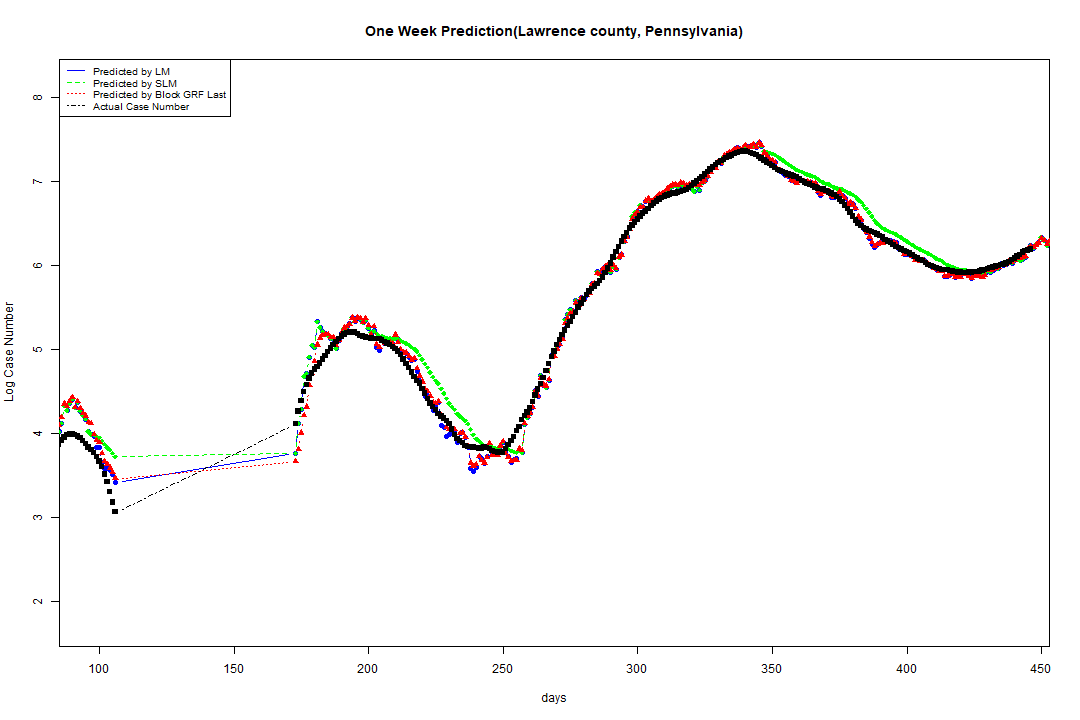 One Week Prediction(Lawrence county, Pennsylvania)
Predicted by LM
Predicted by SLM
Predicted by Block GRF Last
Actual Case Number
8
7
6
5
4
3
2
Log Case Number
100 150 200 250 300 350 400 450
days